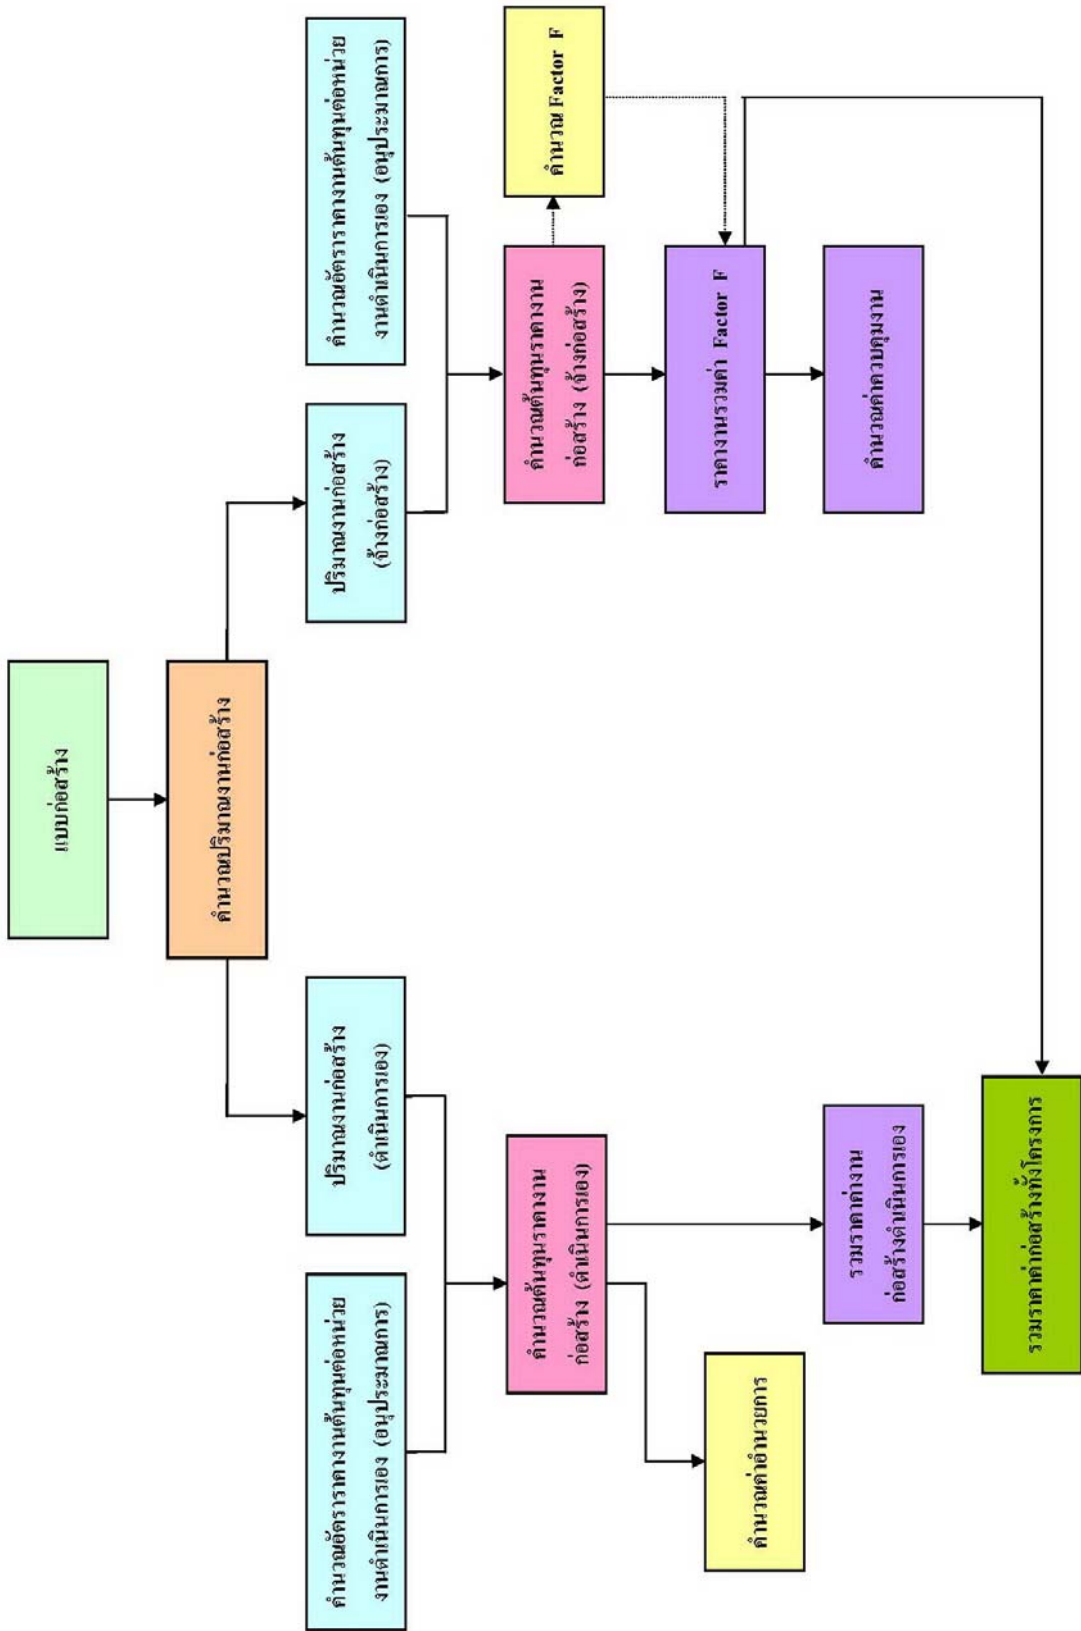 แบบก่อสร้าง
คำนวณปริมาณงานก่อสร้าง
คำนวณอัตราราคางานต้นทุนต่อหน่วย
งานดำเนินการเอง (อนุประมาณการ)
ปริมาณงานก่อสร้าง
(ดำเนินการเอง)
ปริมาณงานก่อสร้าง
(จ้างก่อสร้าง)
คำนวณอัตราราคางานต้นทุนต่อหน่วย
งานดำเนินการเอง (อนุประมาณการ)
คำนวณต้นทุนราคางาน
ก่อสร้าง (ดำเนินการเอง)
คำนวณต้นทุนราคางาน
ก่อสร้าง (จ้างก่อสร้าง)
คำนวณ Factor F
คำนวณค่าอำนวยการ
ราคางานรวมค่า Factor F
รวมราคาค่างาน
ก่อสร้างดำเนินการเอง
คำนวณค่าควบคุมงาน
รวมราคาค่าก่อสร้างทั้งโครงการ